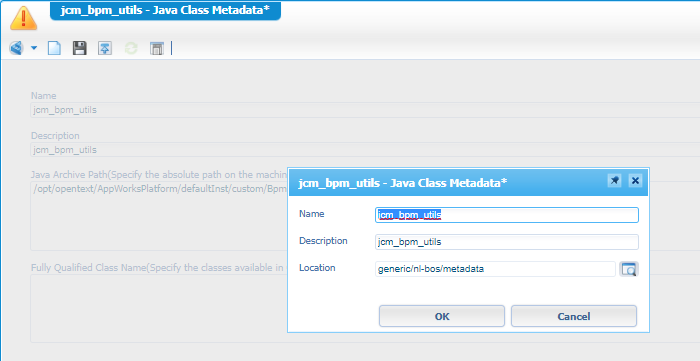 jcm_bpm_utils - Java Class Metadata*
Name
jcm_bpm_utils
Description
jcm_bpm_utils
Java Archive Path(Specify the absolute path on the machin
/opt/opentext/AppWorksPlatform/defaultInst/custom/Bpm
Fully Qualified Class Name(Specify the classes available in
jcm_bpm_utils - Java Class Metadata*
Name jcm_bpm_utils
Description jcm_bpm_utils
Location generic/nl-bos/metadata
OK Cancel